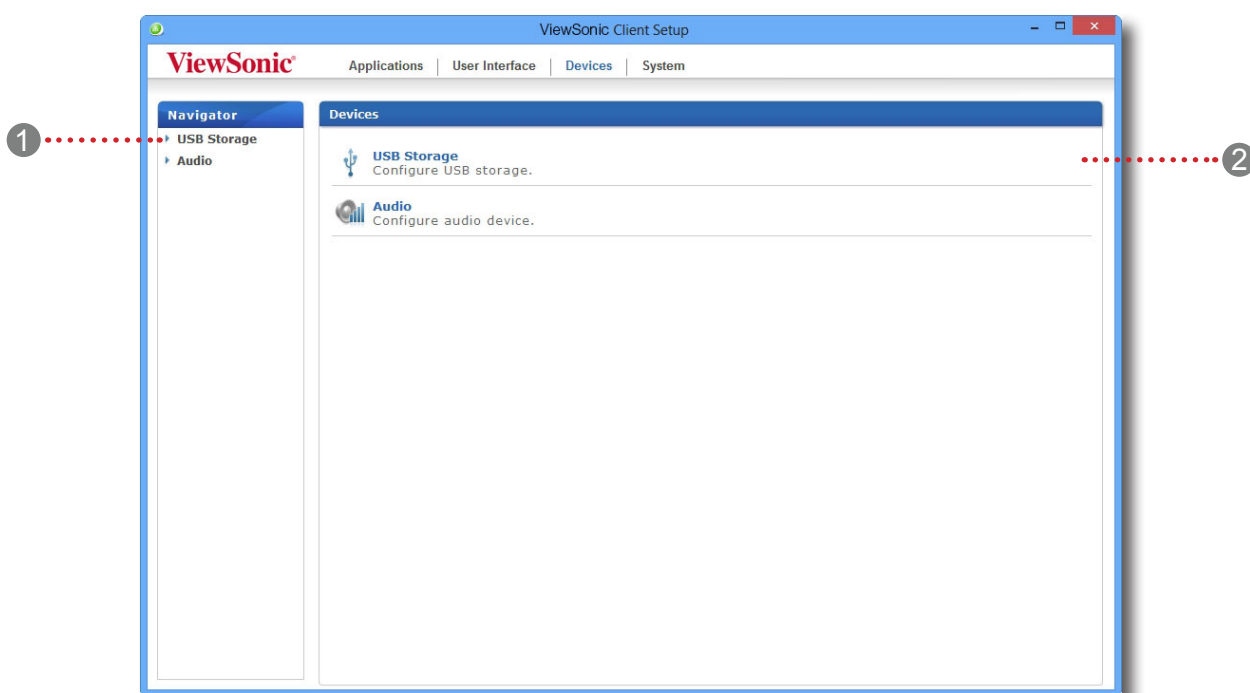 ViewSonic Client Setup
ViewSonic®
Applications | User Interface | Devices | System
Navigator
USB Storage
Audio
Devices
USB Storage
Configure USB storage.
Audio
Configure audio device.
1
2